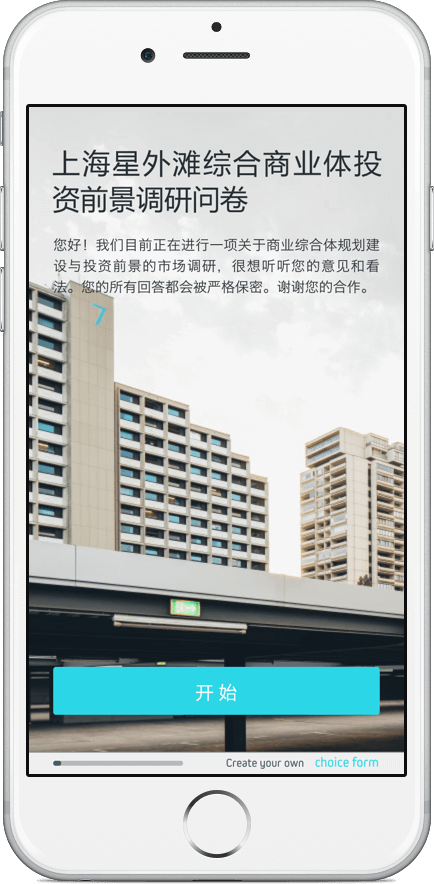 上海星外滩综合商业体投
资前景调研问卷
您好！我们目前正在进行一项关于商业综合体规划建
设与投资前景的市场调研，很想听听您的意见和看
法。您的所有回答都会被严格保密。谢谢您的合作。
7
开始
Create your own choice form